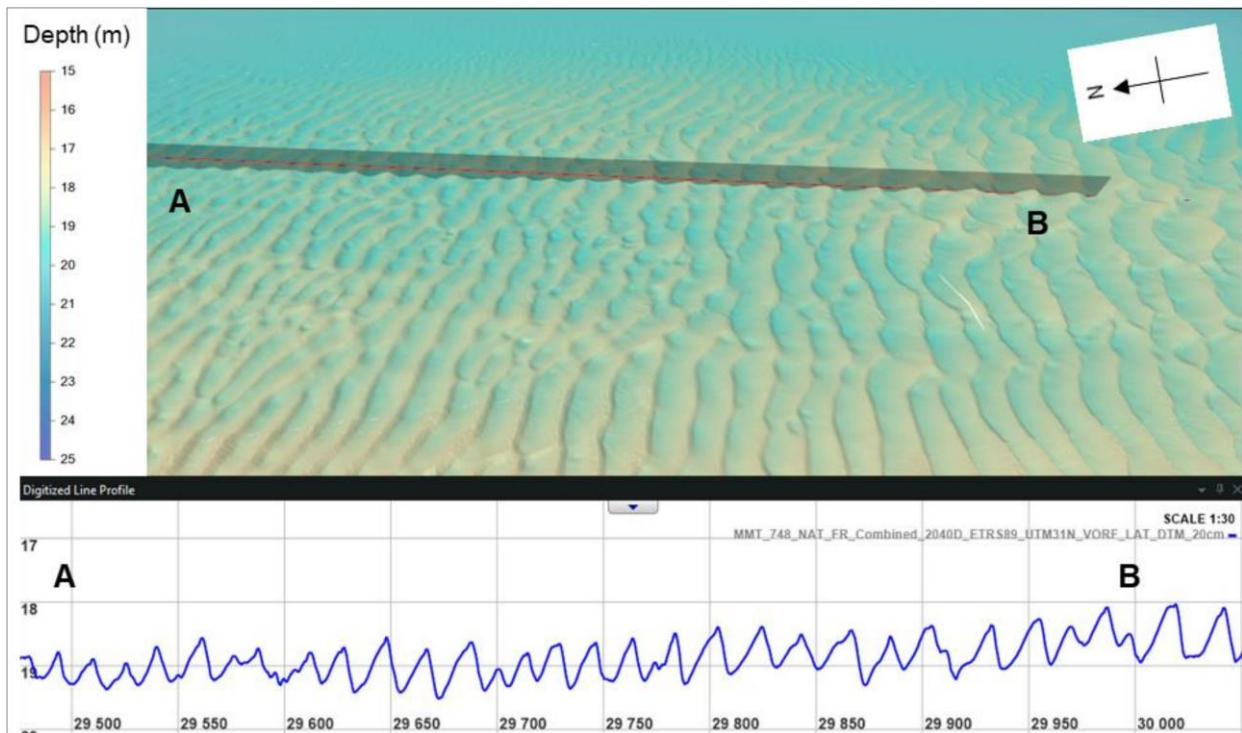 Depth (m)
15
16
17
18
19
20
21
22
23
24
25
N
A
B
Digitized Line Profile
SCALE 1:30
MMT_748_NAT_FR_Combined_2040D_ETRS89_UTM31N_VORF_LAT_DTM_20cm
17
A
B
18
19
29 500
29 550
29 600
29 650
29 700
29 750
29 800
29 850
29 900
29 950
30 000